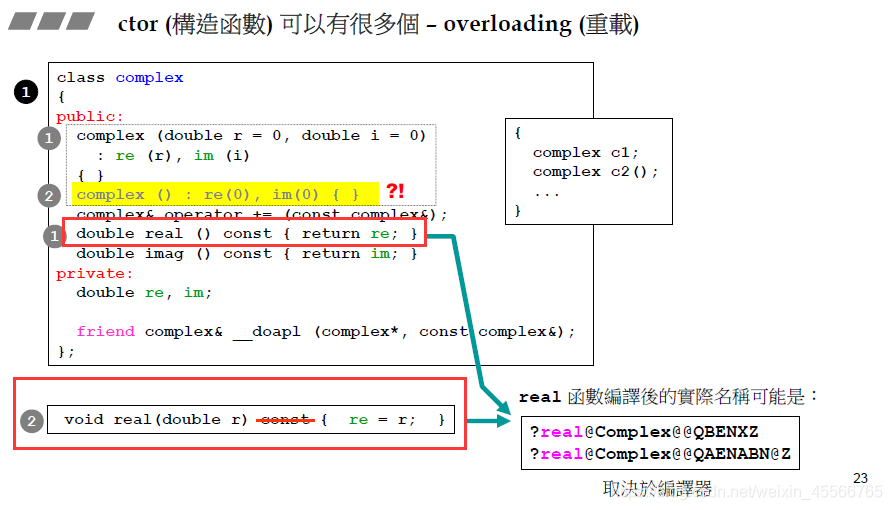 ctor (構造函數) 可以有很多個 – overloading (重載)
1
class complex
{
public:
1
complex (double r = 0, double i = 0)
: re (r), im (i)
{ }
2
complex () : re(0), im(0) { }
?!
complex& operator += (const complex&);
1
double real () const { return re; }
double imag () const { return im; }
private:
double re, im;
friend complex& __doapl (complex*, const complex&);
};
{
complex c1;
complex c2();
...
}
2
void real(double r) const { re = r; }
real 函數編譯後的實際名稱可能是：
?real@Complex@@QBENXZ
?real@Complex@@QAENABN@Z
取決於編譯器
23
dn.net/weixin_45566765